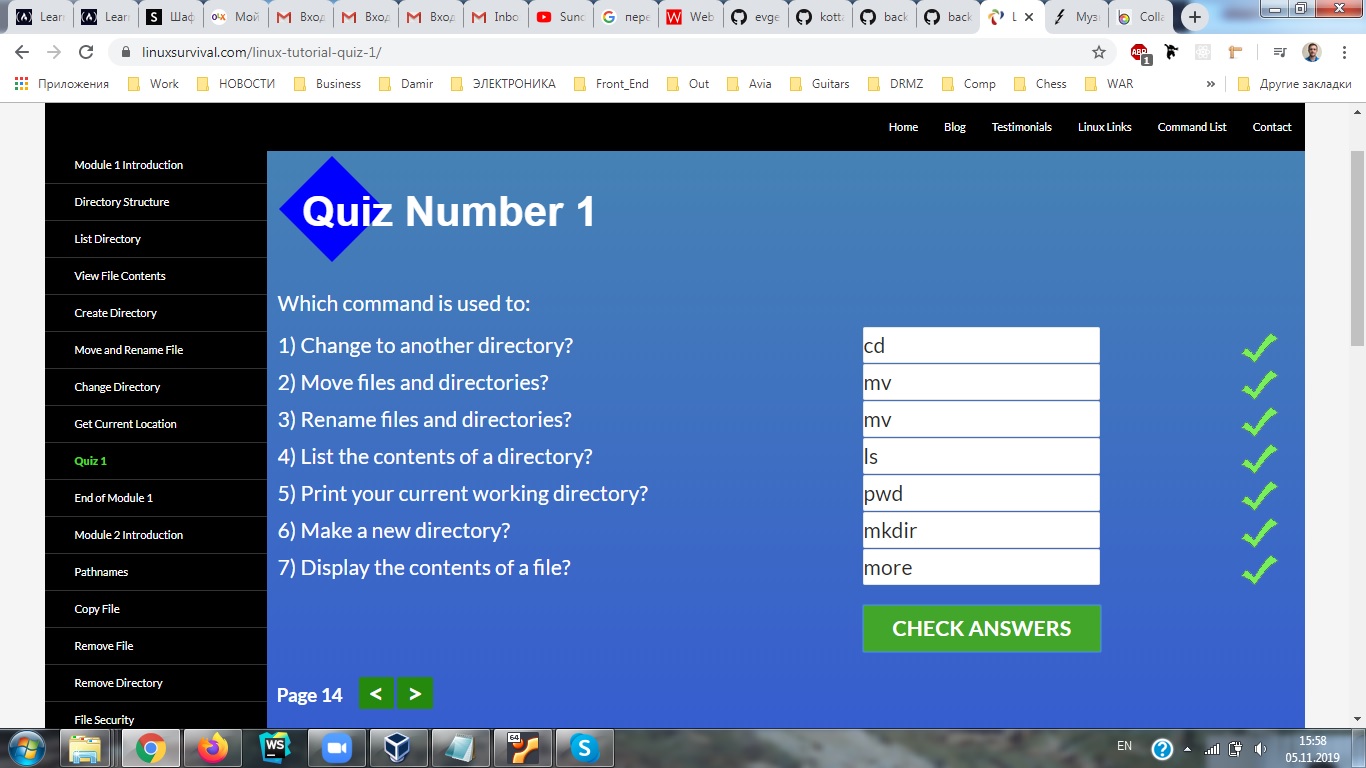 Learn
Learn
Шаф
Мой
Вход
Вход
Вход
Inbo
Sunc
пере
Web
evge
kotta
back
back
L
Муз
Colla
linuxsurvival.com/linux-tutorial-quiz-1/
ABP
1
Приложения
Work
НОВОСТИ
Business
Damir
ЭЛЕКТРОНИКА
Front_End
Out
Avia
Guitars
DRMZ
Comp
Chess
WAR
»
Другие закладки
Home
Blog
Testimonials
Linux Links
Command List
Contact
Module 1 Introduction
Directory Structure
List Directory
View File Contents
Create Directory
Move and Rename File
Change Directory
Get Current Location
Quiz 1
End of Module 1
Module 2 Introduction
Pathnames
Copy File
Remove File
Remove Directory
File Security
Quiz Number 1
Which command is used to:
1) Change to another directory? cd
2) Move files and directories? mv
3) Rename files and directories? mv
4) List the contents of a directory? ls
5) Print your current working directory? pwd
6) Make a new directory? mkdir
7) Display the contents of a file? more
CHECK ANSWERS
Page 14 < >
WS
64
S
EN
15:58
05.11.2019